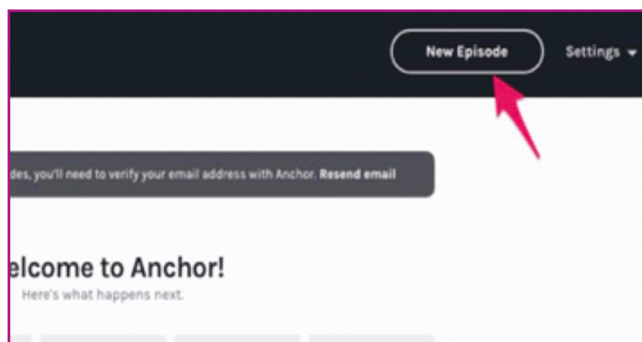 New Episode Settings
des, you'll need to verify your email address with Anchor. Resend email
elcome to Anchor!
Here's what happens next.